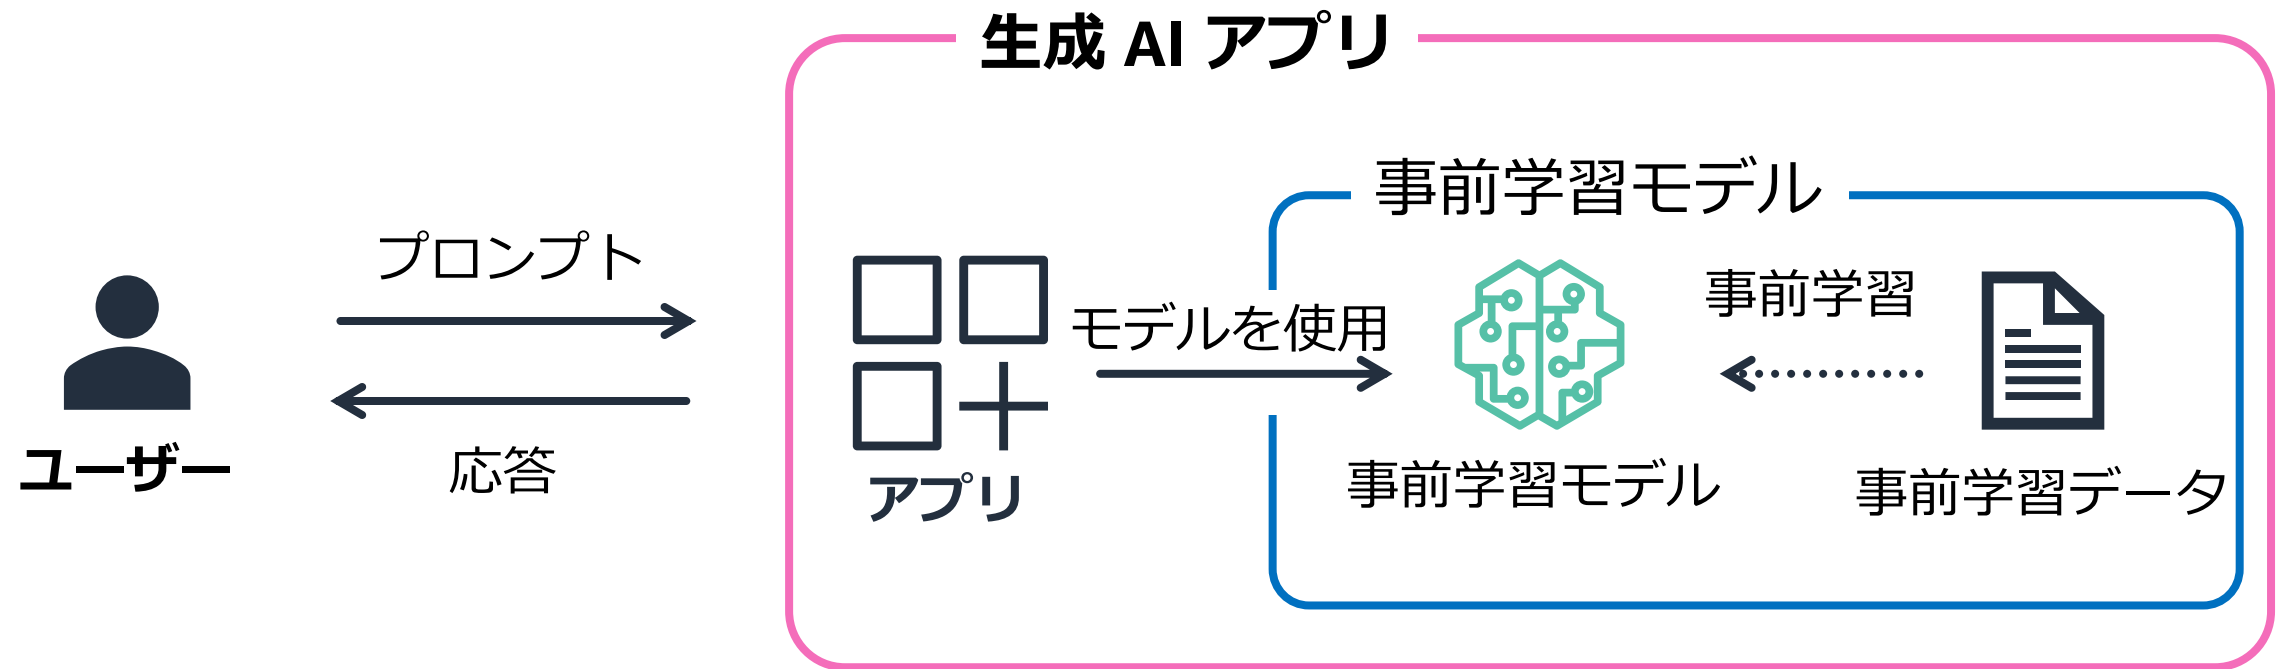 生成 AI アプリ
事前学習モデル
プロンプト
事前学習
モデルを使用
応答
ユーザー
アプリ
事前学習モデル
事前学習データ